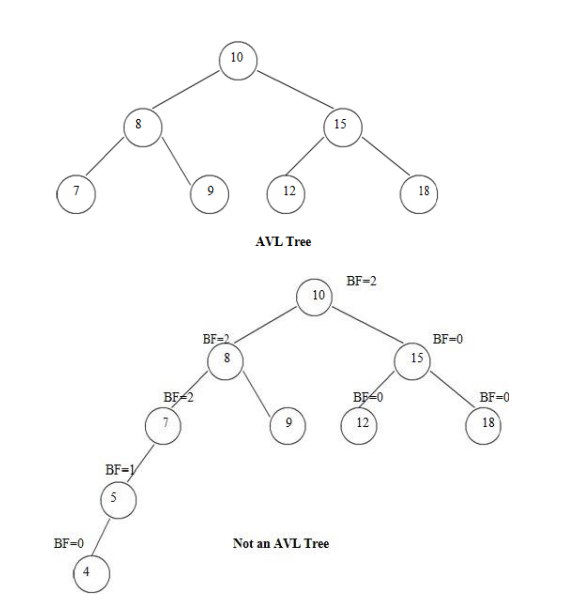 10
8 15
7 9 12 18
AVL Tree
BF=2
10
BF=2 BF=0
8 15
BF=2 BF=0 BF=0
7 9 12 18
BF=1
5
BF=0 Not an AVL Tree
4